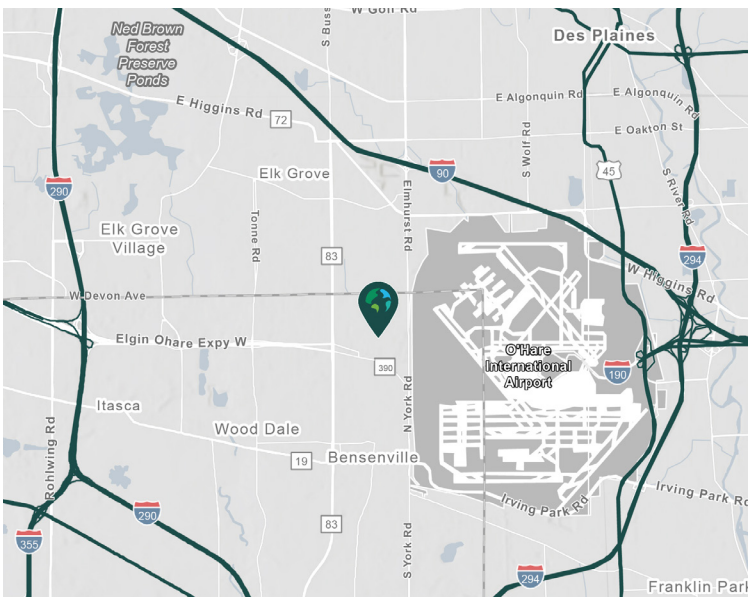 W Golf Rd
S Buss
Ned Brown
Forest
Preserve
Ponds
Des Plaines
E Higgins Rd
72
E Algonquin Rd
E Algonquin Rd
E Oakton St
S Wolf Rd
Elk Grove
90
45
290
Elmhurst Rd
S River Rd
Tonne Rd
Elk Grove
Village
83
294
W Higgins Rd
W Devon Ave
Elgin Ohare Expy W
O'Hare
International
Airport
390
190
Itasca
N York Rd
Rohlwing Rd
Wood Dale
19
Bensenville
Irving Park Rd
Irving Park Rd
290
83
355
S York Rd
294
Franklin Park